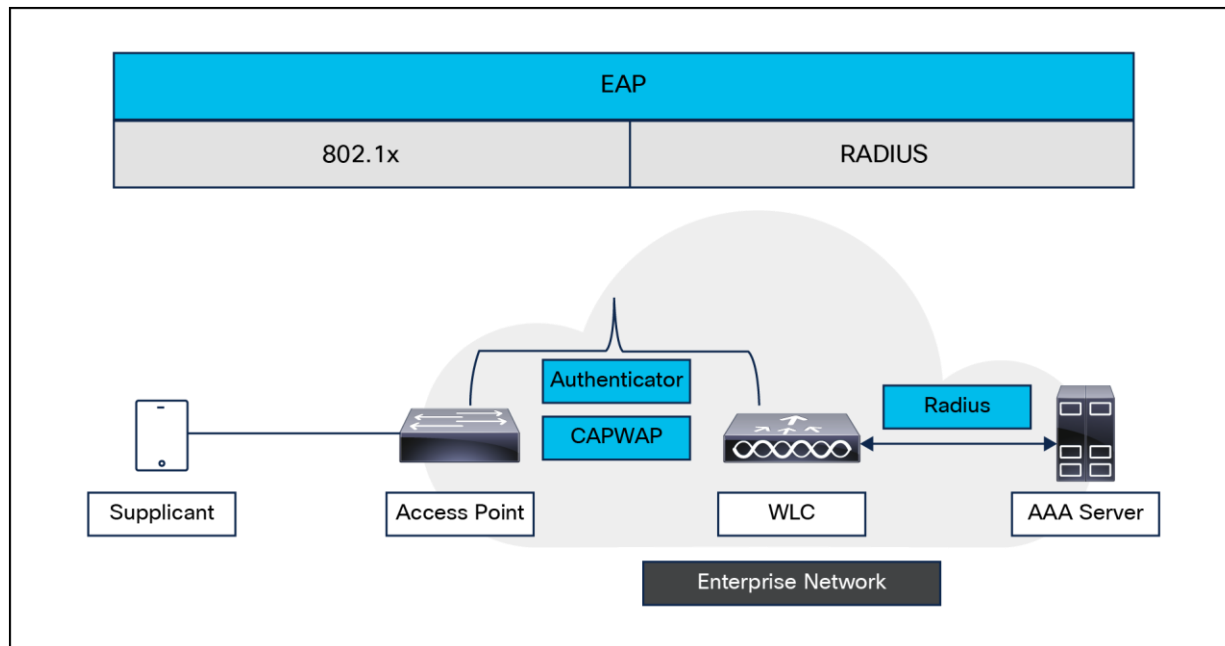 EAP
802.1x
RADIUS
Authenticator
CAPWAP
Radius
Supplicant
Access Point
WLC
AAA Server
Enterprise Network